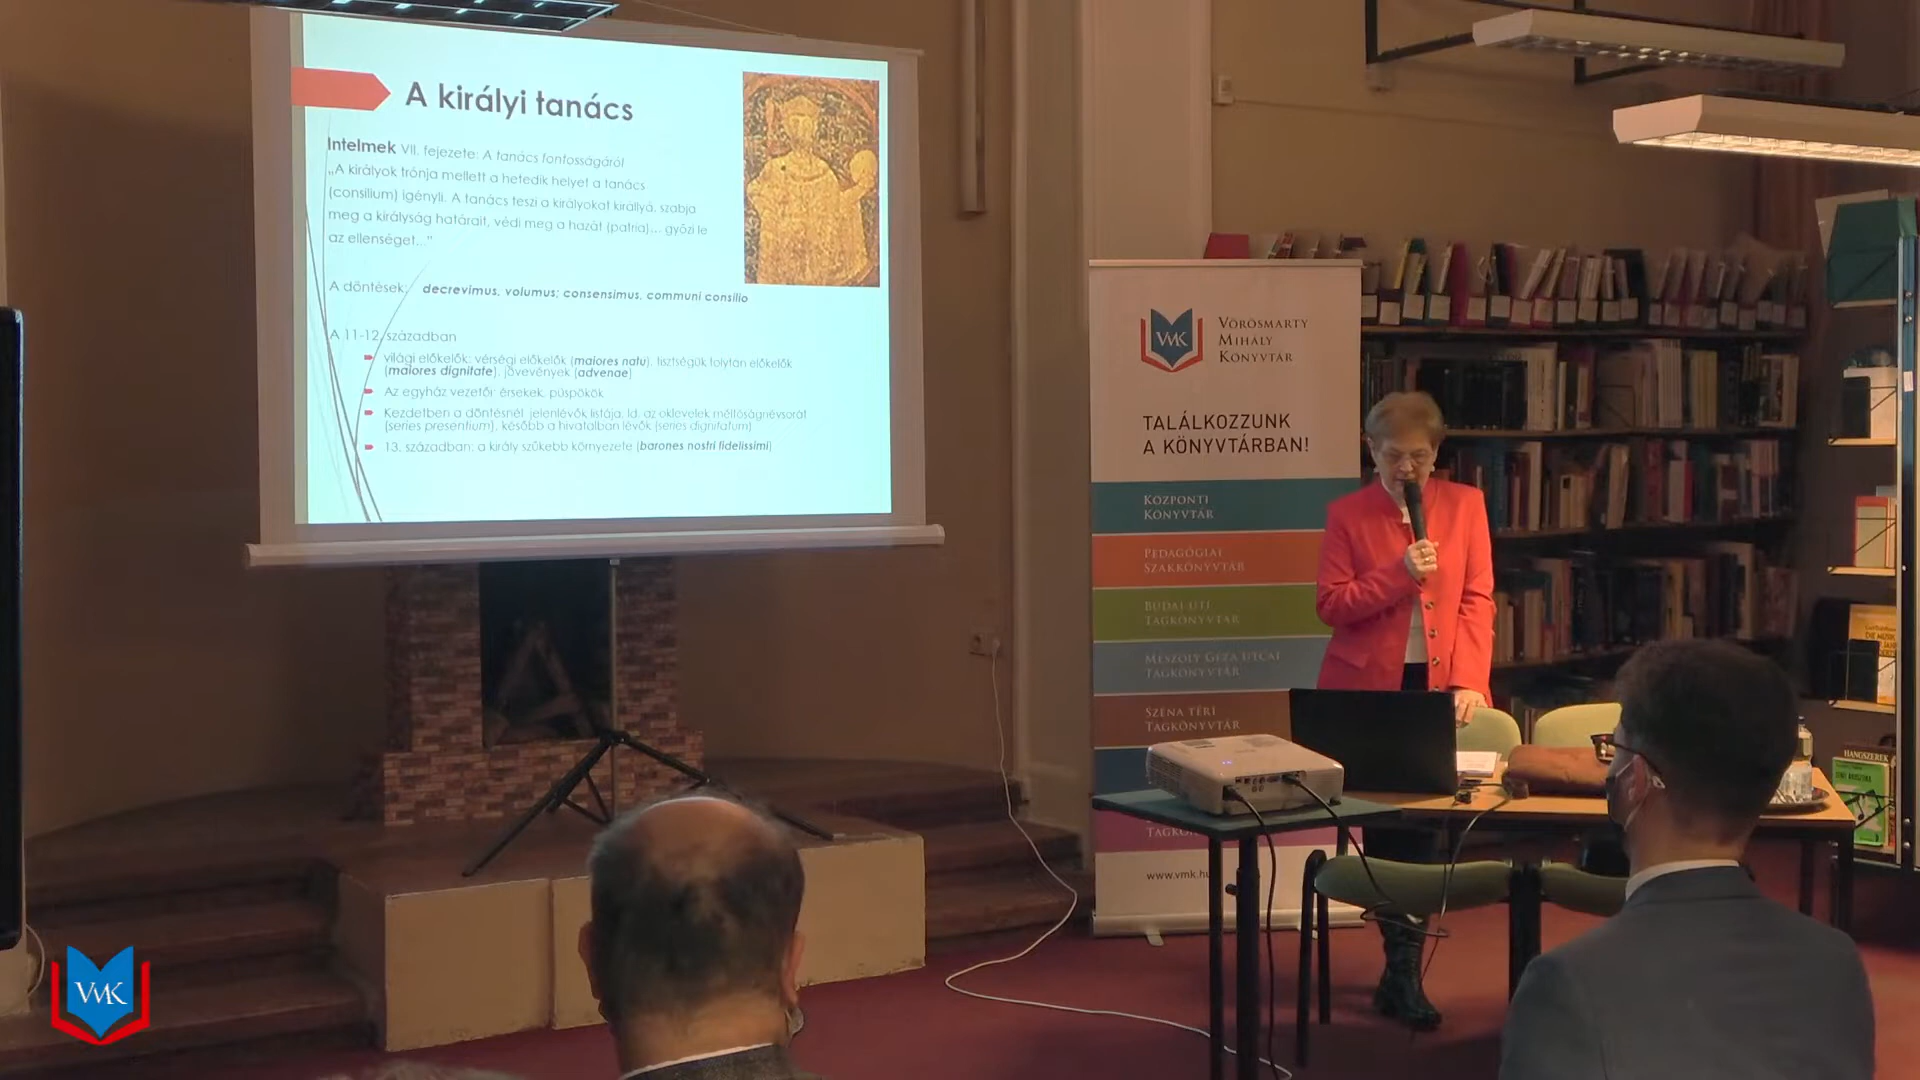 A királyi tanács
Intelmek VII. fejezete: A tanács fontosságáról
„A királyok trónja mellett a hetedik helyet a tanács
(consilium) igényli. A tanács teszi a királyokat királlyá, szabja
meg a királyság határait, védi meg a hazát (patria)... győzi le
az ellenséget..."
A döntések: decrevimus, volumus; consensimus, communi consilio
A 11-12. században
világi előkelők: vérségi előkelők (maiores natu), tisztségük folytán előkelők
(maiores dignitate), jövevények (advenae)
Az egyház vezetői: érsekek, püspökök
Kezdetben a döntésnél jelenlévők listája, ld. az oklevelek méltóságnévsorát
(series presentium), később a hivatalban lévők (series dignitatum)
13. században: a király szűkebb környezete (barones nostri fidelissimi)
VMK
VÖRÖSMARTY
MIHÁLY
KÖNYVTÁR
TALÁLKOZZUNK
A KÖNYVTÁRBAN!
KÖZPONTI
KÖNYVTÁR
PEDAGÓGIAI
SZAKKÖNYVTÁR
BUDAI ÚTI
TAGKÖNYVTÁR
MÉSZÖLY GÉZA UTCAI
TAGKÖNYVTÁR
SZÉNA TÉRI
TAGKÖNYVTÁR
www.vmk.hu
HANGSZEREK
VMK